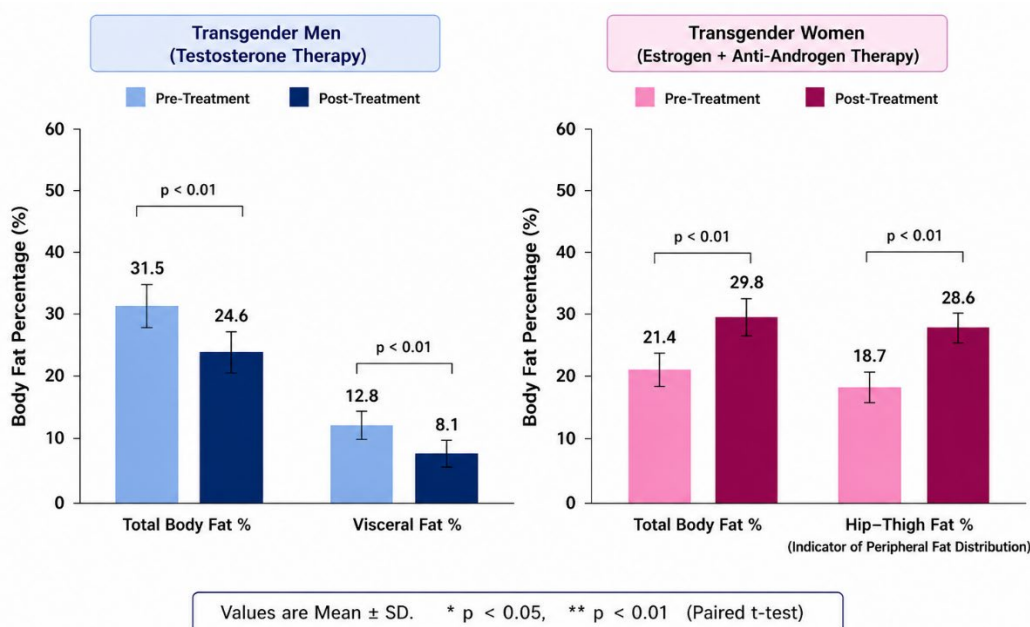 Transgender Men
(Testosterone Therapy)
Pre-Treatment
Post-Treatment
Body Fat Percentage (%)
60
50
40
30
20
10
0
p < 0.01
31.5
24.6
p < 0.01
12.8
8.1
Total Body Fat %
Visceral Fat %
Transgender Women
(Estrogen + Anti-Androgen Therapy)
Pre-Treatment
Post-Treatment
Body Fat Percentage (%)
60
50
40
30
20
10
0
p < 0.01
21.4
29.8
p < 0.01
18.7
28.6
Total Body Fat %
Hip–Thigh Fat %
(Indicator of Peripheral Fat Distribution)
Values are Mean ± SD. * p < 0.05, ** p < 0.01 (Paired t-test)